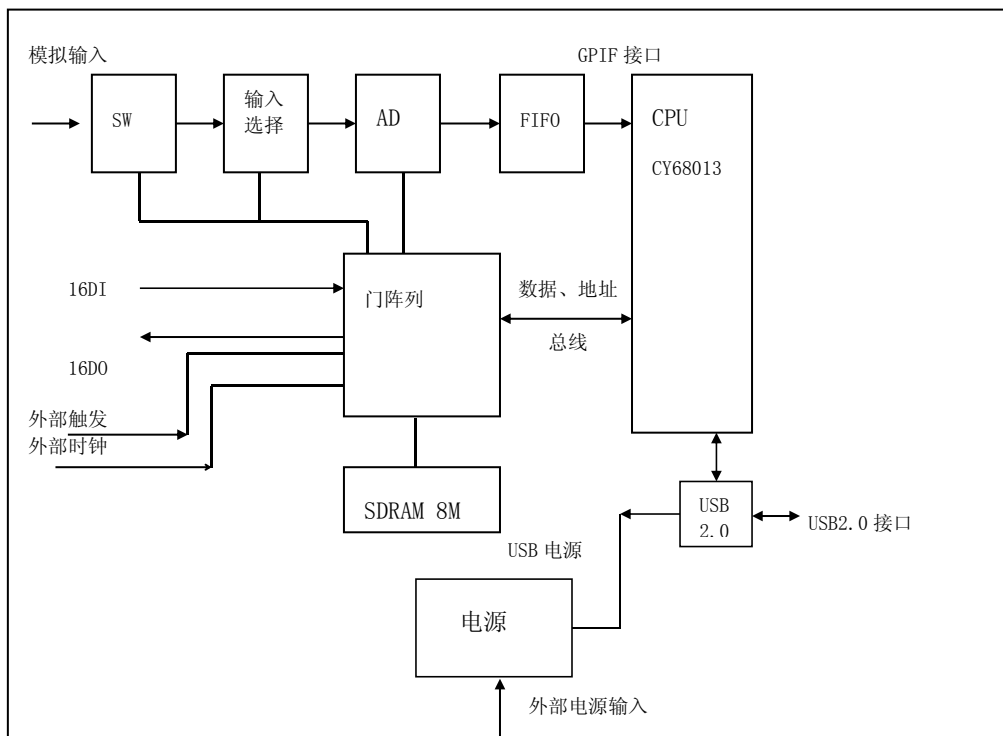 模拟输入
GPIF 接口
SW
输入
选择
AD
FIFO
CPU
CY68013
16DI
门阵列
数据、地址
总线
16DO
外部触发
外部时钟
SDRAM 8M
USB
2.0
USB2.0 接口
USB 电源
电源
外部电源输入